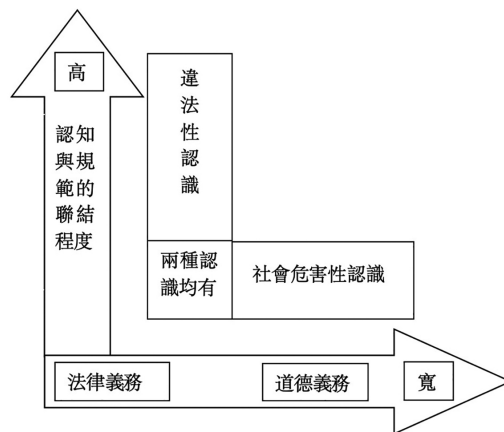 高
認知
與規
範的
聯結
程度
違
法
性
認
識
兩種認
識均有
社會危害性認識
法律義務
道德義務
寬